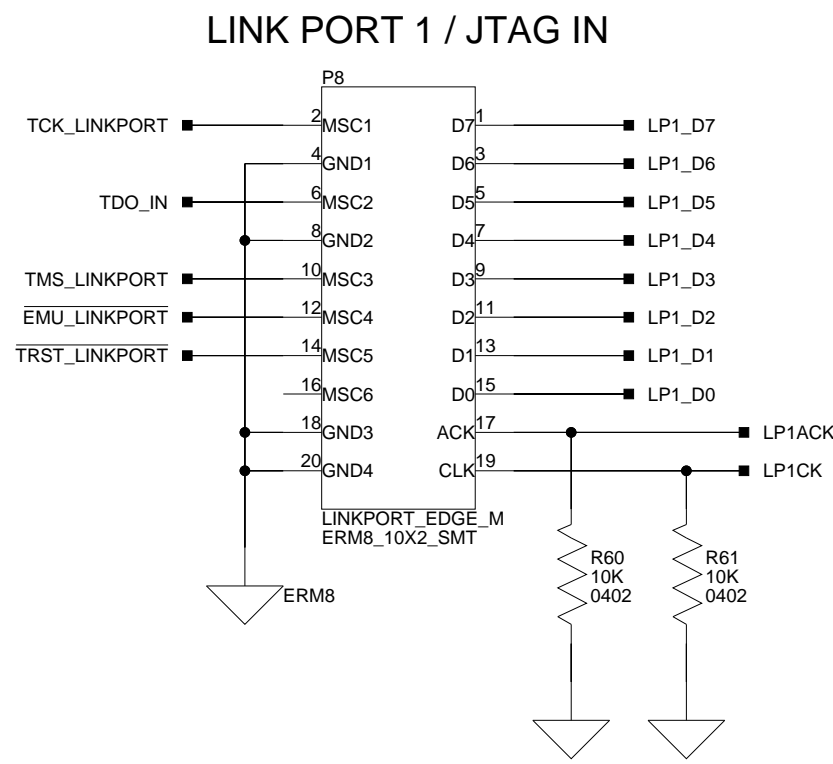 LINK PORT 1 / JTAG IN
P8
TCK_LINKPORT 2 MSC1 D7 1 LP1_D7
4 GND1 D6 3 LP1_D6
TDO_IN 6 MSC2 D5 5 LP1_D5
8 GND2 D4 7 LP1_D4
TMS_LINKPORT 10 MSC3 D3 9 LP1_D3
EMU_LINKPORT 12 MSC4 D2 11 LP1_D2
TRST_LINKPORT 14 MSC5 D1 13 LP1_D1
16 MSC6 D0 15 LP1_D0
18 GND3 ACK 17 LP1ACK
20 GND4 CLK 19 LP1CK
LINKPORT_EDGE_M
ERM8_10X2_SMT
ERM8
R60
10K
0402
R61
10K
0402